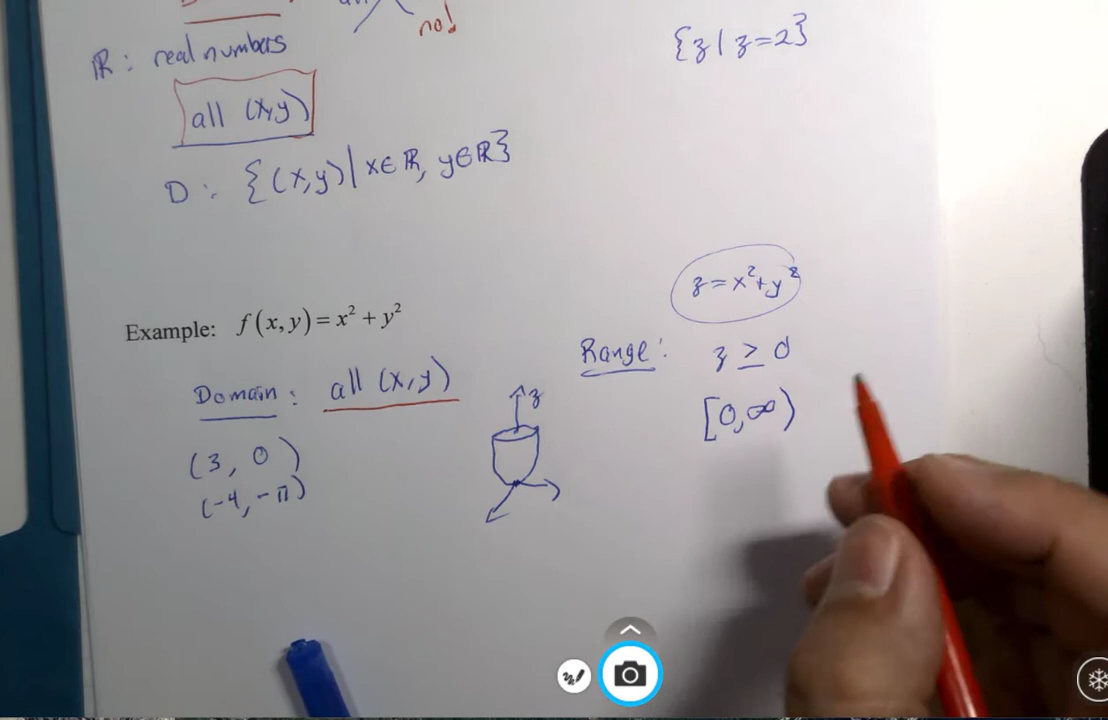 no!
ℝ: real numbers
{z | z=2}
all (x,y)
D: {(x,y) | x∈ℝ, y∈ℝ}
z = x²+y²
Example: f(x, y) = x² + y²
Range: z ≥ 0
Domain: all (x,y)
z
[0,∞)
(3, 0)
(-4, -π)